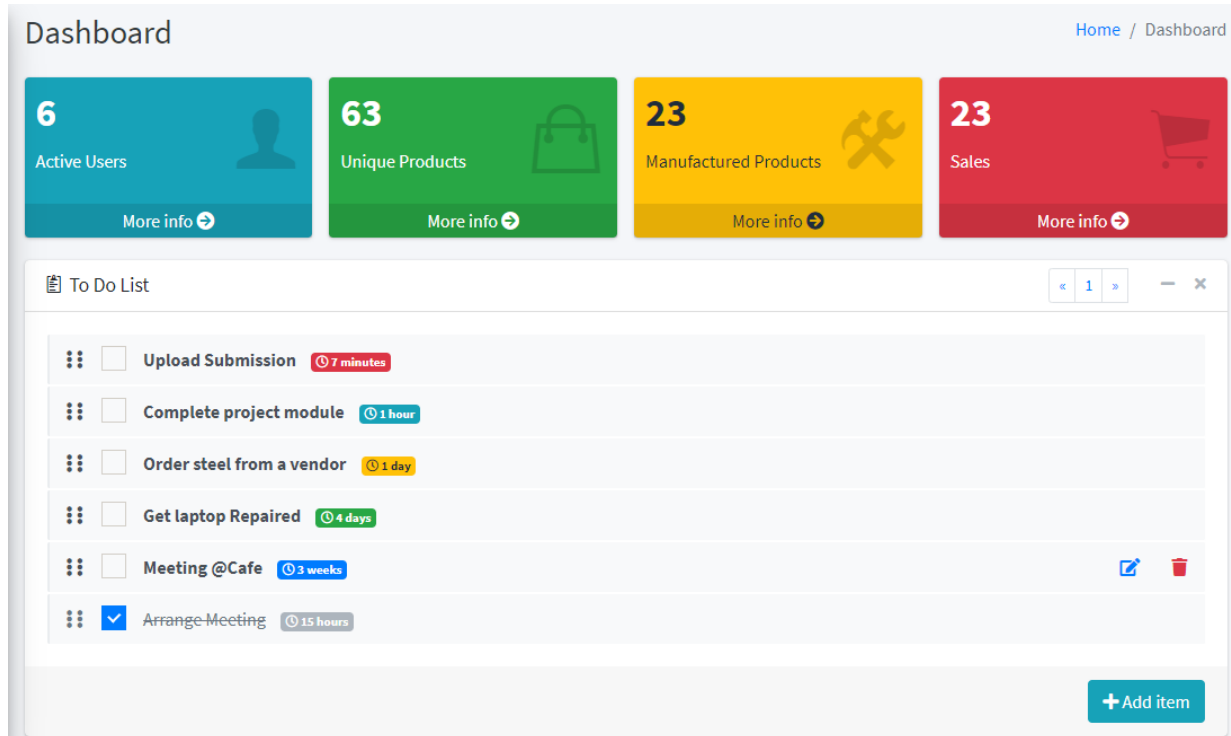 Dashboard
Home / Dashboard
6
Active Users
More info
63
Unique Products
More info
23
Manufactured Products
More info
23
Sales
More info
To Do List
« 1 »
Upload Submission 7 minutes
Complete project module 1 hour
Order steel from a vendor 1 day
Get laptop Repaired 4 days
Meeting @Cafe 3 weeks
Arrange Meeting 15 hours
Add item